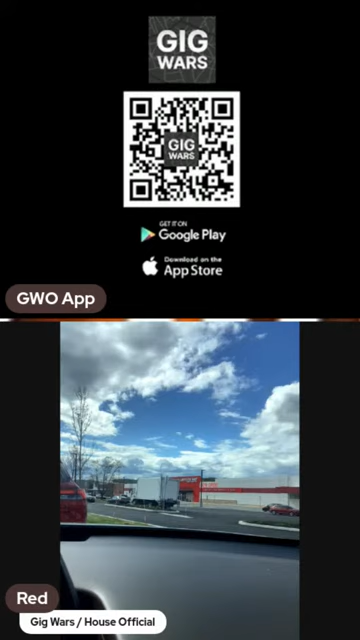 GIG
WARS
GIG
WARS
GET IT ON
Google Play
Download on the
App Store
GWO App
Red
Gig Wars / House Official